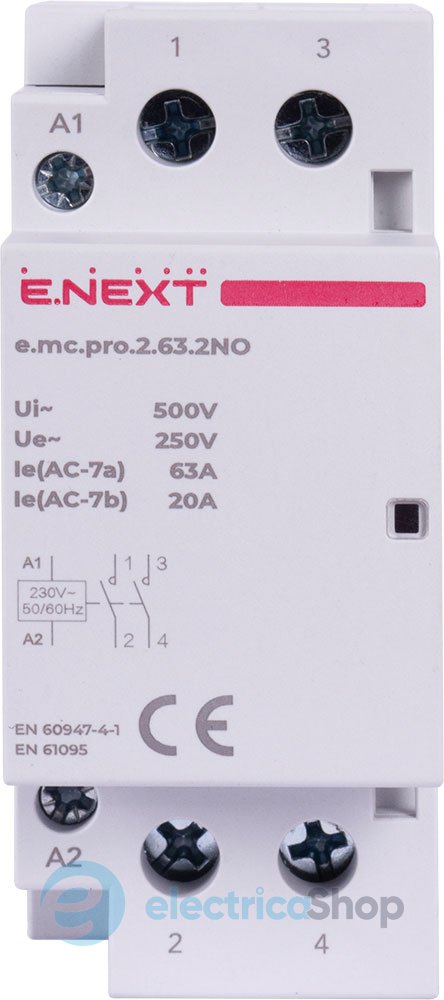 1 3
A1
E.NEXT
e.mc.pro.2.63.2NO
Ui~ 500V
Ue~ 250V
Ie(AC-7a) 63A
Ie(AC-7b) 20A
A1 1 3
230V~
50/60Hz
A2 2 4
EN 60947-4-1
EN 61095
CE
A2
electricaShop
2 4